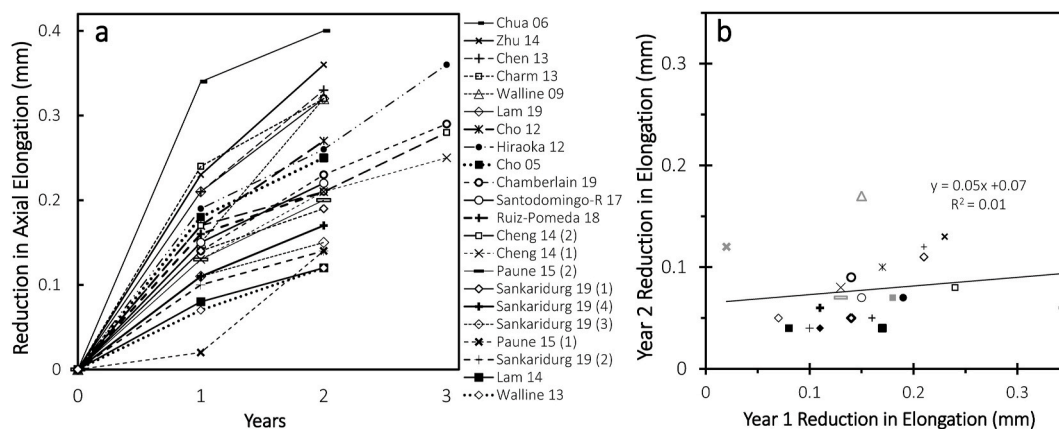 a
Reduction in Axial Elongation (mm)
0.4
0.3
0.2
0.1
0
0 1 2 3
Years
Chua 06
Zhu 14
Chen 13
Charm 13
Walline 09
Lam 19
Cho 12
Hiraoka 12
Cho 05
Chamberlain 19
Santodomingo-R 17
Ruiz-Pomeda 18
Cheng 14 (2)
Cheng 14 (1)
Paune 15 (2)
Sankaridurg 19 (1)
Sankaridurg 19 (4)
Sankaridurg 19 (3)
Paune 15 (1)
Sankaridurg 19 (2)
Lam 14
Walline 13
b
Year 2 Reduction in Elongation (mm)
0.3
0.2
0.1
0
y = 0.05x +0.07
R² = 0.01
0 0.1 0.2 0.3
Year 1 Reduction in Elongation (mm)